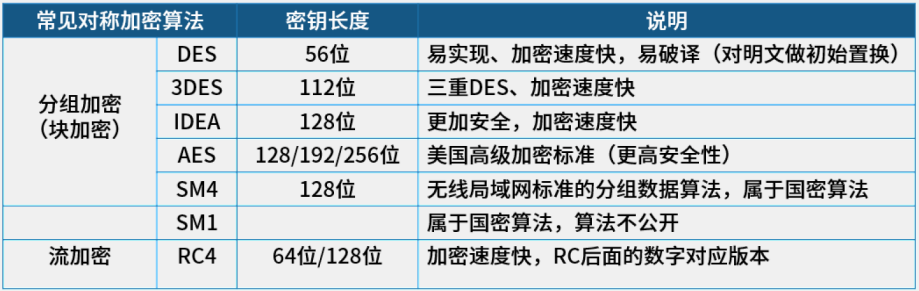 常见对称加密算法 密钥长度 说明
分组加密
（块加密）
DES 56位 易实现、加密速度快，易破译（对明文做初始置换）
3DES 112位 三重DES、加密速度快
IDEA 128位 更加安全，加密速度快
AES 128/192/256位 美国高级加密标准（更高安全性）
SM4 128位 无线局域网标准的分组数据算法，属于国密算法
SM1 属于国密算法，算法不公开
流加密 RC4 64位/128位 加密速度快，RC后面的数字对应版本